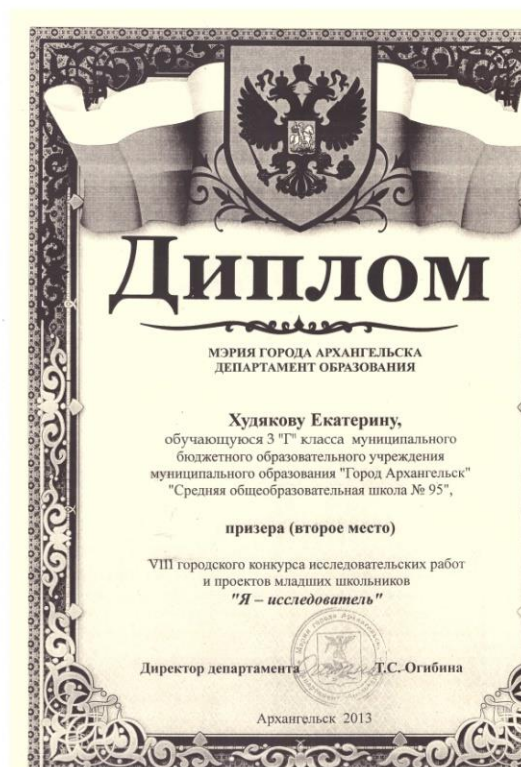 Диплом
МЭРИЯ ГОРОДА АРХАНГЕЛЬСКА
ДЕПАРТАМЕНТ ОБРАЗОВАНИЯ
Худякову Екатерину,
обучающуюся 3 "Г" класса муниципального
бюджетного образовательного учреждения
муниципального образования "Город Архангельск"
"Средняя общеобразовательная школа № 95",
призера (второе место)
VIII городского конкурса исследовательских работ
и проектов младших школьников
"Я – исследователь"
Директор департамента Т.С. Огибина
Архангельск 2013